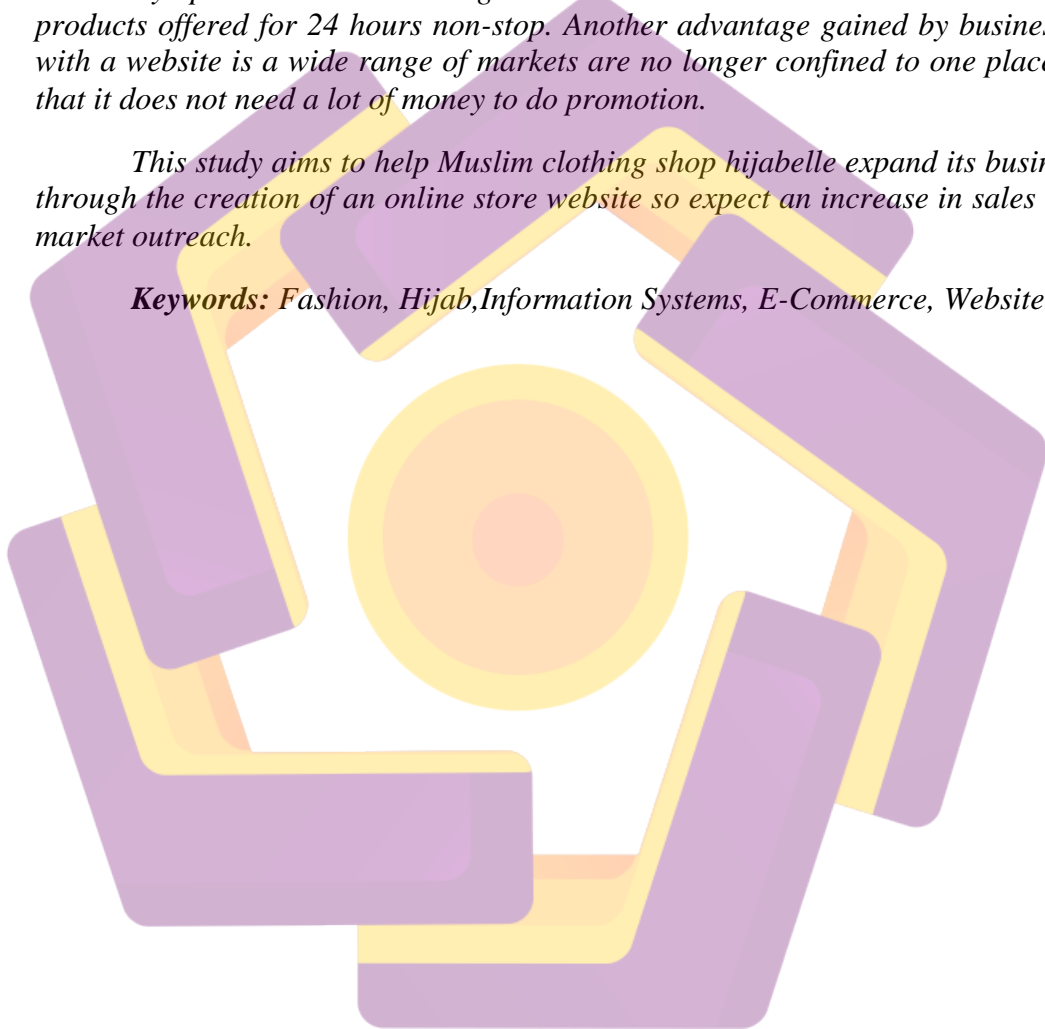 products offered for 24 hours non-stop. Another advantage gained by busines
with a website is a wide range of markets are no longer confined to one place
that it does not need a lot of money to do promotion.
This study aims to help Muslim clothing shop hijabelle expand its busin
through the creation of an online store website so expect an increase in sales
market outreach.
Keywords: Fashion, Hijab,Information Systems, E-Commerce, Website